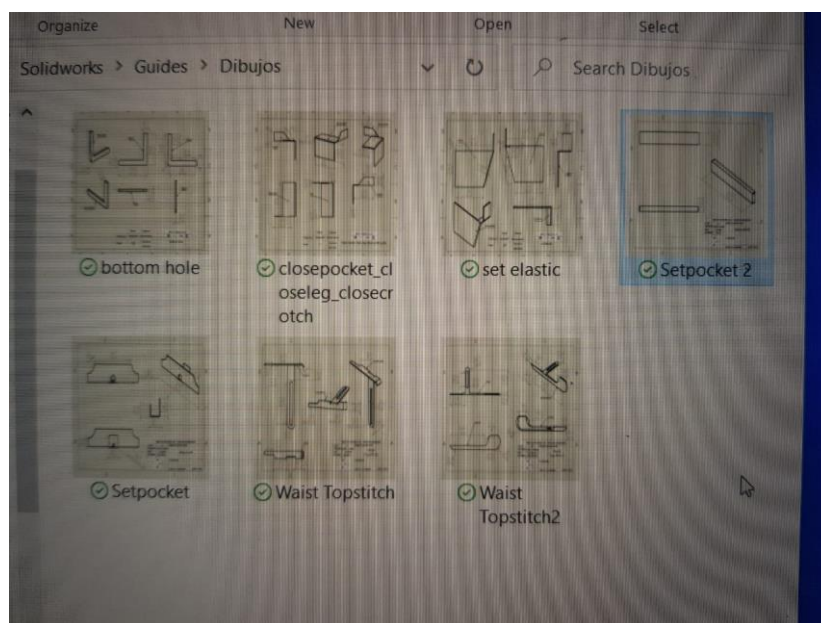 Organize New Open Select
Solidworks > Guides > Dibujos Search Dibujos
bottom hole
closepocket_cl
oseleg_closecr
otch
set elastic
Setpocket 2
Setpocket
Waist Topstitch
Waist
Topstitch2